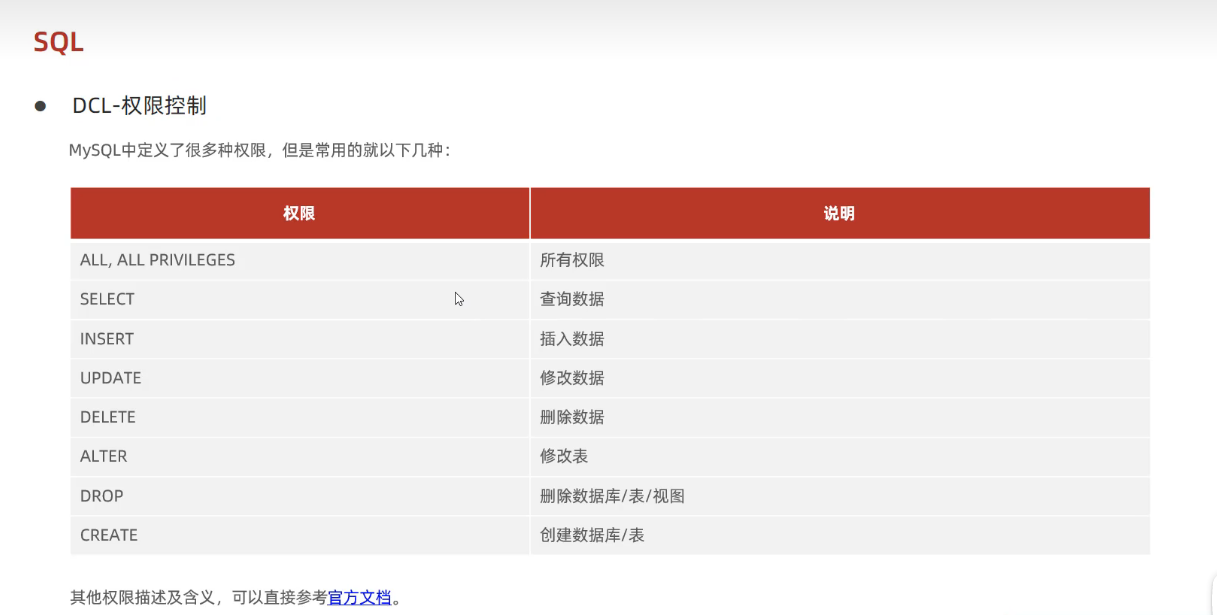 SQL
DCL-权限控制
MySQL中定义了很多种权限，但是常用的就以下几种：
权限 说明
ALL, ALL PRIVILEGES 所有权限
SELECT 查询数据
INSERT 插入数据
UPDATE 修改数据
DELETE 删除数据
ALTER 修改表
DROP 删除数据库/表/视图
CREATE 创建数据库/表
其他权限描述及含义，可以直接参考官方文档。